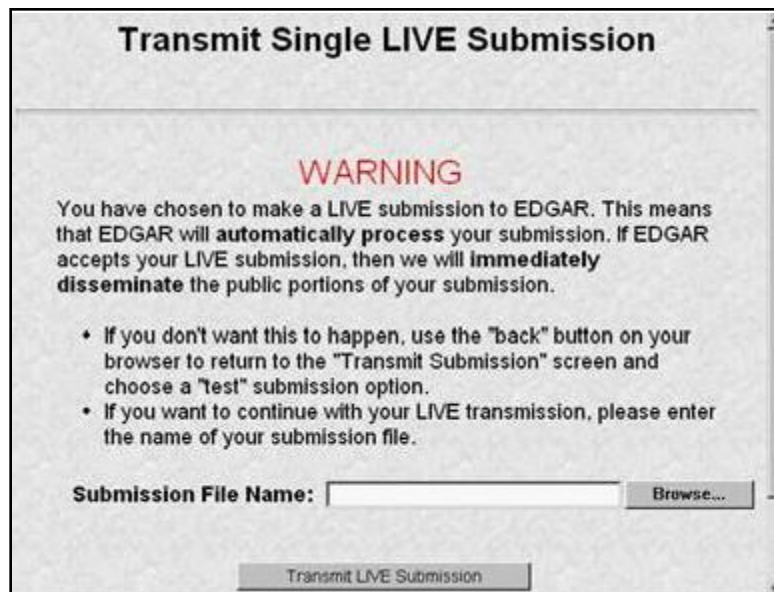 Transmit Single LIVE Submission
WARNING
You have chosen to make a LIVE submission to EDGAR. This means
that EDGAR will automatically process your submission. If EDGAR
accepts your LIVE submission, then we will immediately
disseminate the public portions of your submission.
• If you don't want this to happen, use the "back" button on your
browser to return to the "Transmit Submission" screen and
choose a "test" submission option.
• If you want to continue with your LIVE transmission, please enter
the name of your submission file.
Submission File Name: Browse...
Transmit LIVE Submission